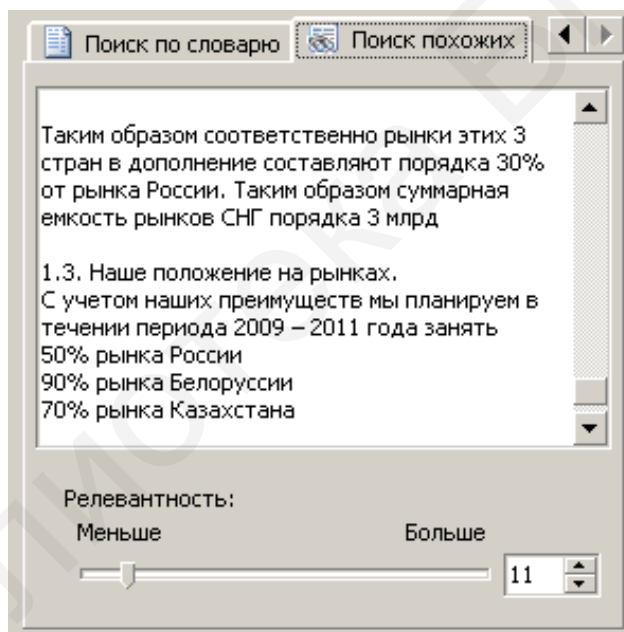 Поиск по словарю
Поиск похожих
Таким образом соответственно рынки этих 3
стран в дополнение составляют порядка 30%
от рынка России. Таким образом суммарная
емкость рынков СНГ порядка 3 млрд
1.3. Наше положение на рынках.
С учетом наших преимуществ мы планируем в
течении периода 2009 – 2011 года занять
50% рынка России
90% рынка Белоруссии
70% рынка Казахстана
Релевантность:
Меньше
Больше
11